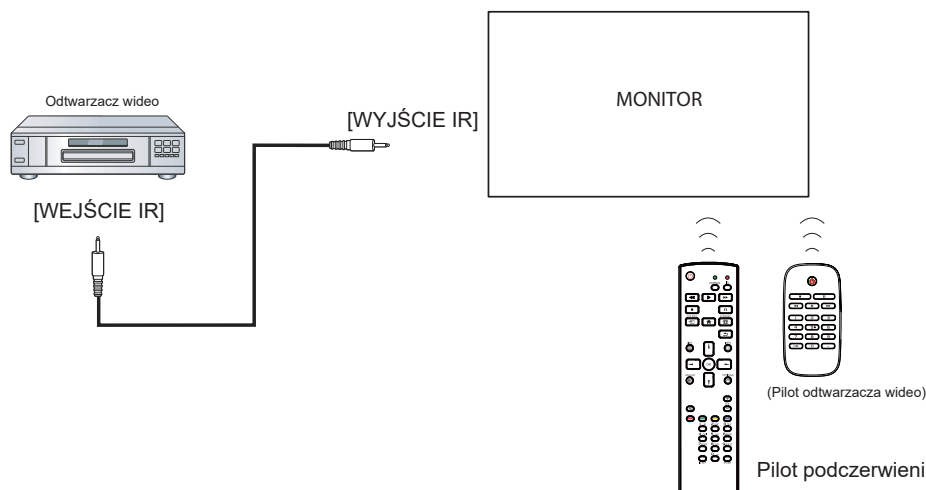 MONITOR
Odtwarzacz wideo
[WYJŚCIE IR]
[WEJŚCIE IR]
(Pilot odtwarzacza wideo)
Pilot podczerwieni